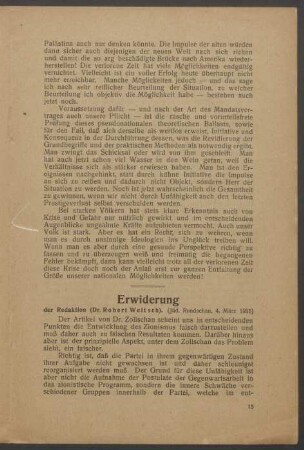 Palästina auch nur denken könnte. Die Impulse der alten würden
dann sicher auch diejenigen der neuen Welt nach sich ziehen
und damit die so arg beschädigte Brücke nach Amerika wieder-
herstellen! Die verlorene Zeit hat viele Möglichkeiten endgültig
vernichtet. Vielleicht ist ein voller Erfolg heute überhaupt nicht
mehr erreichbar. Manche Möglichkeiten jedoch — und das sage
ich nach sehr reiflicher Beurteilung der Situation, zu welcher
Beurteilung ich objektiv die Möglichkeit habe — bestehen auch
jetzt noch.
Voraussetzung dafür — und nach der Art des Mandatsver-
trages auch unsere Pflicht — ist die rasche und vorurteilsfreie
Prüfung dieses pseudonationalen theoretischen Ballasts, sowie
für den Fall, daß sich derselbe als wertlos erweist, Initiative und
Konsequenz in der Durchführung dessen, was die Revidierung der
Grundbegriffe und der praktischen Methoden als notwendig ergibt.
Man zwingt das Schicksal oder wird von ihm gezwungen. Man
hat auch jetzt schon viel Wasser in den Wein getan, weil die
Verhältnisse sich als stärker erwiesen haben. Man hat den Er-
eignissen nachgehinkt, statt durch kühne Initiative die Impulse
an sich zu reißen und dadurch nicht Objekt, sondern Herr der
Situation zu werden. Noch ist jetzt wahrscheinlich die Gesamtheit
zu gewinnen, wenn wir nicht durch Unfähigkeit auch den letzten
Prestigeverlust selbst verschuldet haben werden.
Bei starken Völkern hat stets klare Erkenntnis auch von
Krise und Gefahr nur nützlich gewirkt und im entscheidenden
Augenblicke ungeahnte Kräfte aufstehen gemacht. Auch unser
Volk ist stark. Aber es hat ein Recht, sich zu wehren, wenn
man es durch unsinnige Ideologien ins Unglück treiben will.
Wenn man es aber durch eine gesunde Perspektive richtig zu
fassen und zu inspirieren weiß und freimütig die begangenen
Fehler bekämpft, dann kann vielleicht trotz aller der verlorenen Zeit
diese Krise doch noch der Anlaß erst zur ganzen Entfaltung der
Größe unserer nationalen Möglichkeiten werden!
Erwiderung
der Redaktion (Dr. Robert Weltsch). (Jüd. Rundschau, 4. März 1921)
Der Artikel von Dr. Zollschan scheint uns in entscheidenden
Punkten die Entwicklung des Zionismus falsch darzustellen und
muß daher auch zu falschen Resultaten kommen. Darüber hinaus
aber ist der prinzipielle Aspekt, unter dem Zollschan das Problem
sieht, ein falscher.
Richtig ist, daß die Partei in ihrem gegenwärtigen Zustand
ihrer Aufgabe nicht gewachsen ist und daher schleunigst
reorganisiert werden muß. Der Grund für diese Unfähigkeit ist
aber nicht die Aufnahme der Postulate der Gegenwartsarbeit in
das zionistische Programm, sondern die innere Schwäche ver-
schiedener Gruppen innerhalb der Partei, welche im ent-
15